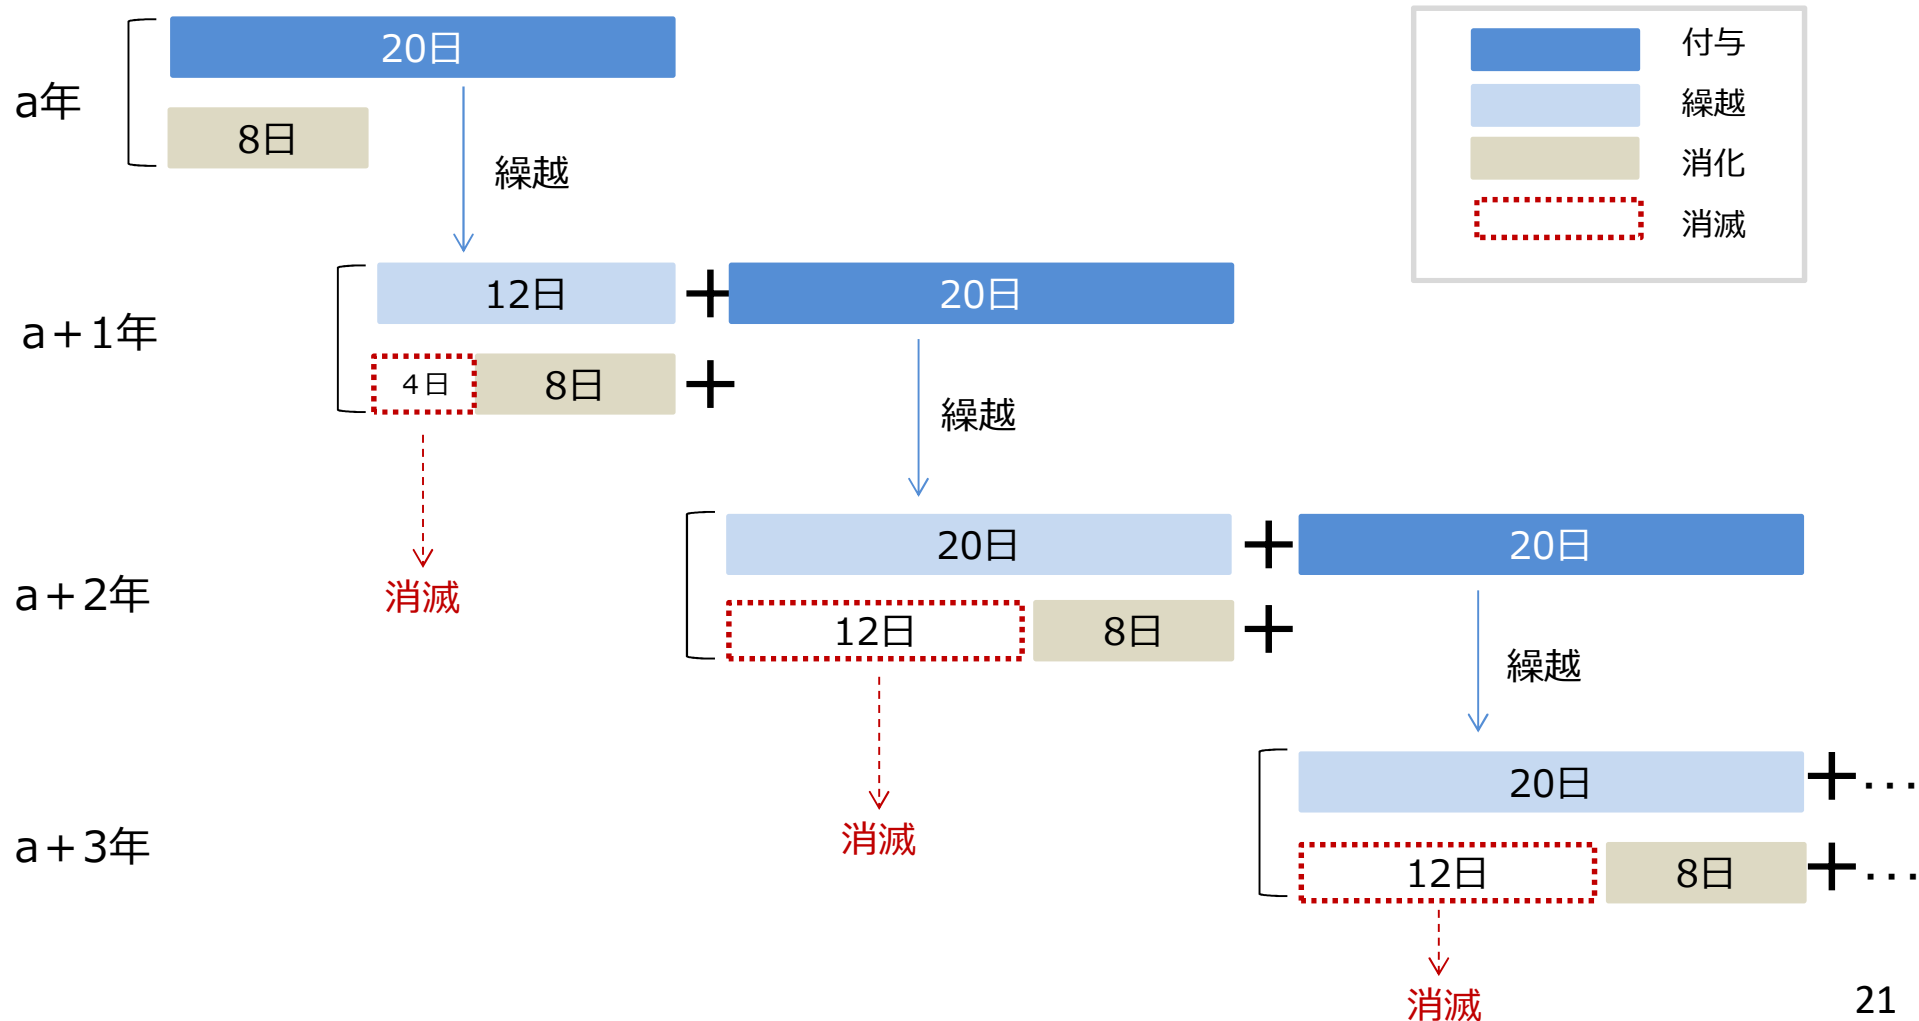 20日
a年
8日
繰越
付与
繰越
消化
消滅
12日
+
20日
a+1年
４日
8日
+
繰越
消滅
20日
+
20日
a+2年
12日
8日
+
繰越
消滅
20日
+...
a+3年
12日
8日
+...
消滅
21